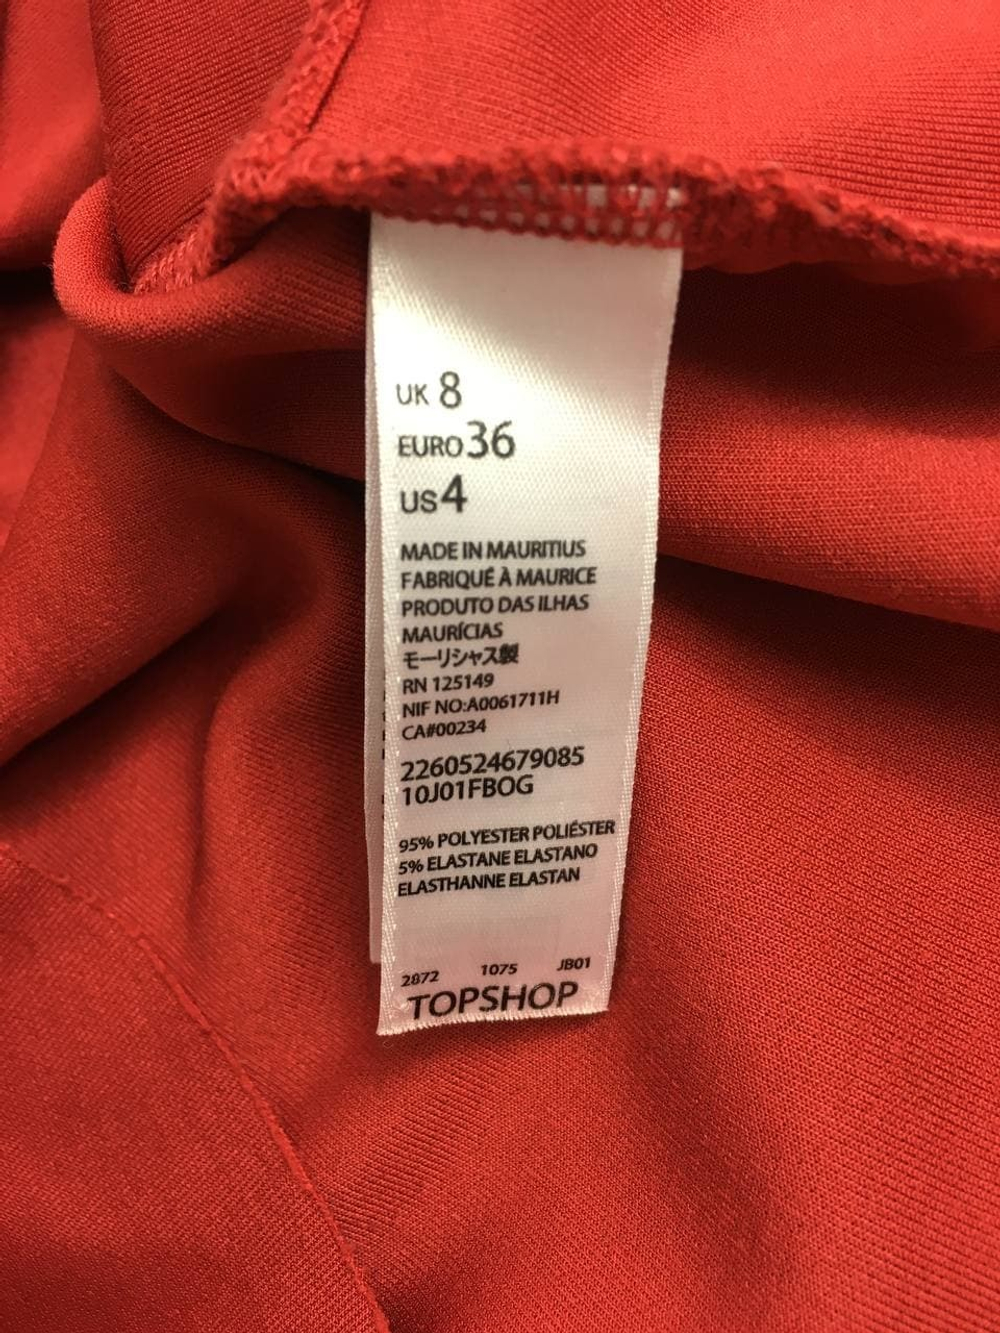 UK 8
EURO 36
US 4
MADE IN MAURITIUS
FABRIQUÉ À MAURICE
PRODUTO DAS ILHAS
MAURÍCIAS
モーリシャス製
RN 125149
NIF NO:A0061711H
CA#00234
2260524679085
10J01FBOG
95% POLYESTER POLIÉSTER
5% ELASTANE ELASTANO
ELASTHANNE ELASTAN
2872 1075 JB01
TOPSHOP